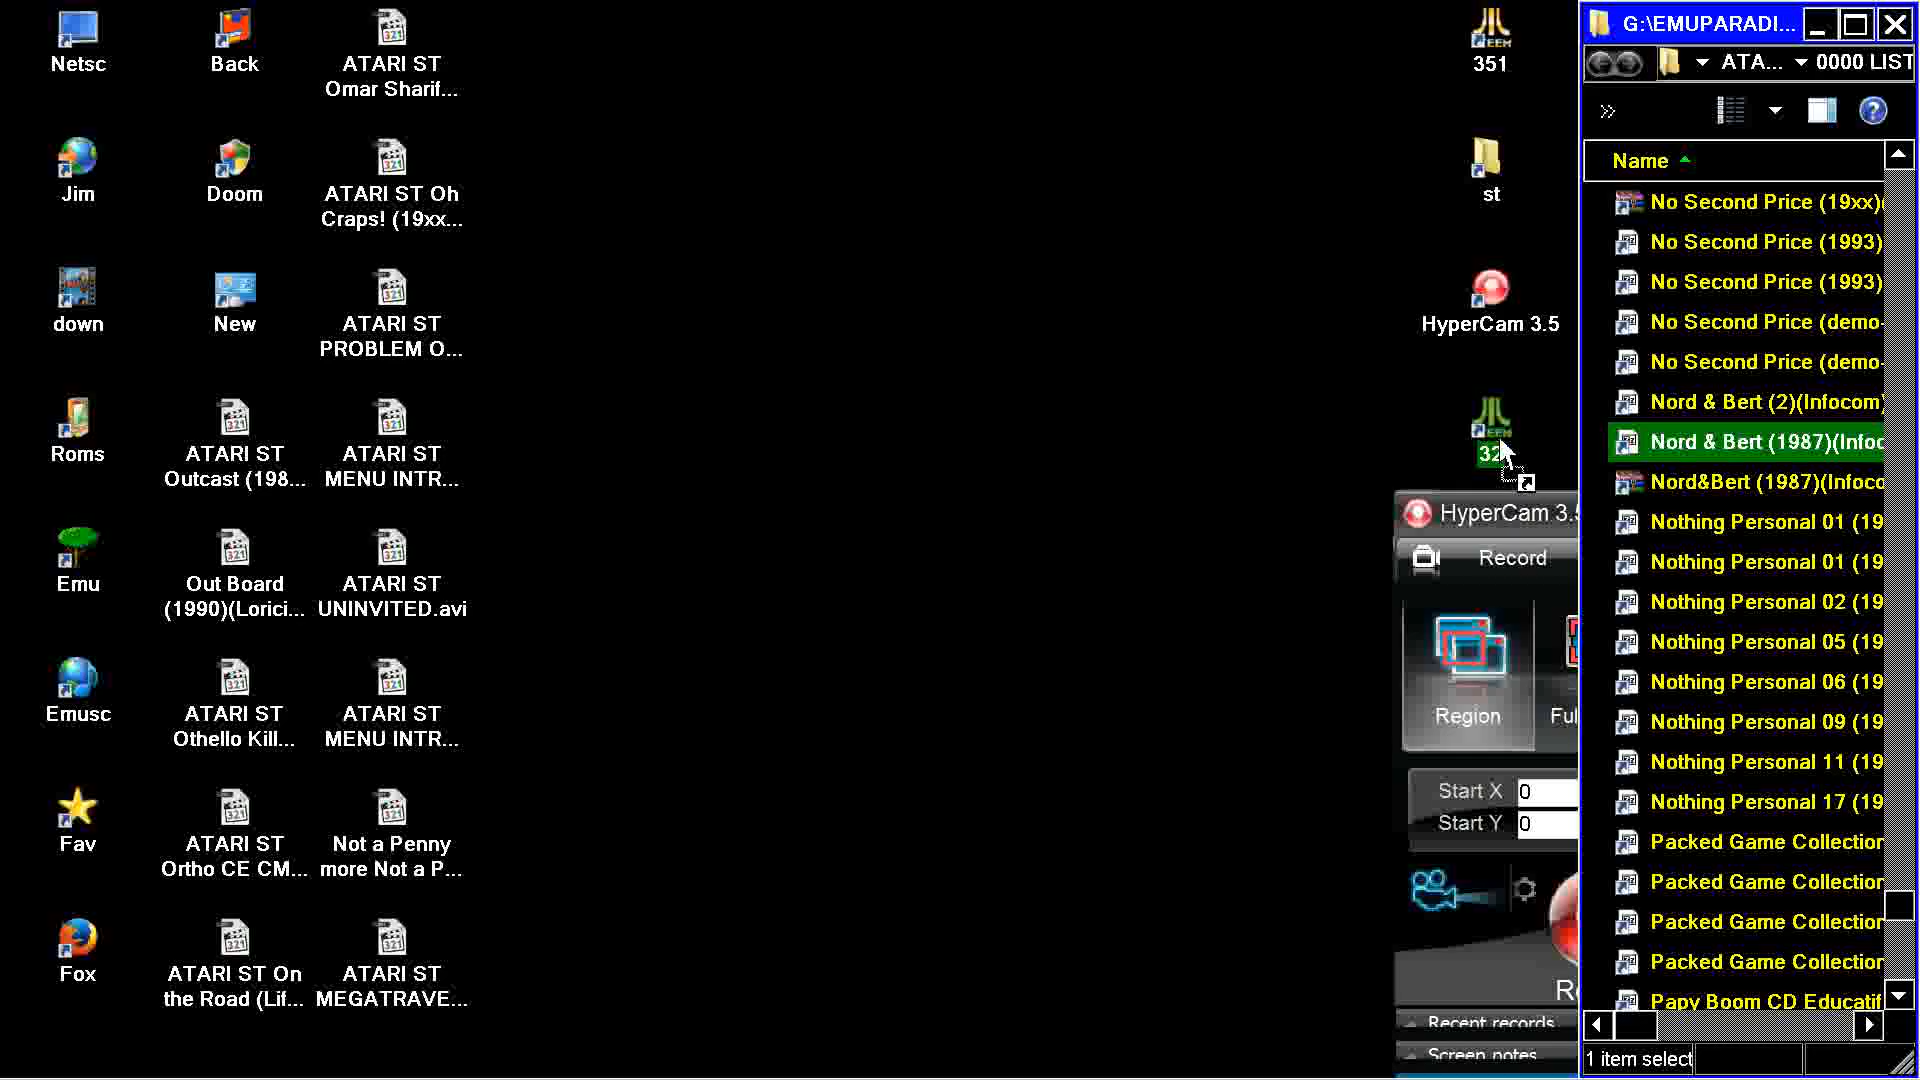 Netsc
Back
ATARI ST
Omar Sharif...
Jim
Doom
ATARI ST Oh
Craps! (19xx...
down
New
ATARI ST
PROBLEM O...
Roms
ATARI ST
Outcast (198...
ATARI ST
MENU INTR...
Emu
Out Board
(1990)(Lorici...
ATARI ST
UNINVITED.avi
Emusc
ATARI ST
Othello Kill...
ATARI ST
MENU INTR...
Fav
ATARI ST
Ortho CE CM...
Not a Penny
more Not a P...
Fox
ATARI ST On
the Road (Lif...
ATARI ST
MEGATRAVE...
351
st
HyperCam 3.5
32
HyperCam 3.5
Record
Region
Ful
Start X 0
Start Y 0
Recent records
Screen notes
G:\EMUPARADI...
ATA... 0000 LIST
Name
No Second Price (19xx)(
No Second Price (1993)
No Second Price (1993)
No Second Price (demo-
No Second Price (demo-
Nord & Bert (2)(Infocom)
Nord & Bert (1987)(Infoc
Nord&Bert (1987)(Infoco
Nothing Personal 01 (19
Nothing Personal 01 (19
Nothing Personal 02 (19
Nothing Personal 05 (19
Nothing Personal 06 (19
Nothing Personal 09 (19
Nothing Personal 11 (19
Nothing Personal 17 (19
Packed Game Collection
Packed Game Collection
Packed Game Collection
Packed Game Collection
Papy Boom CD Educatif
1 item select